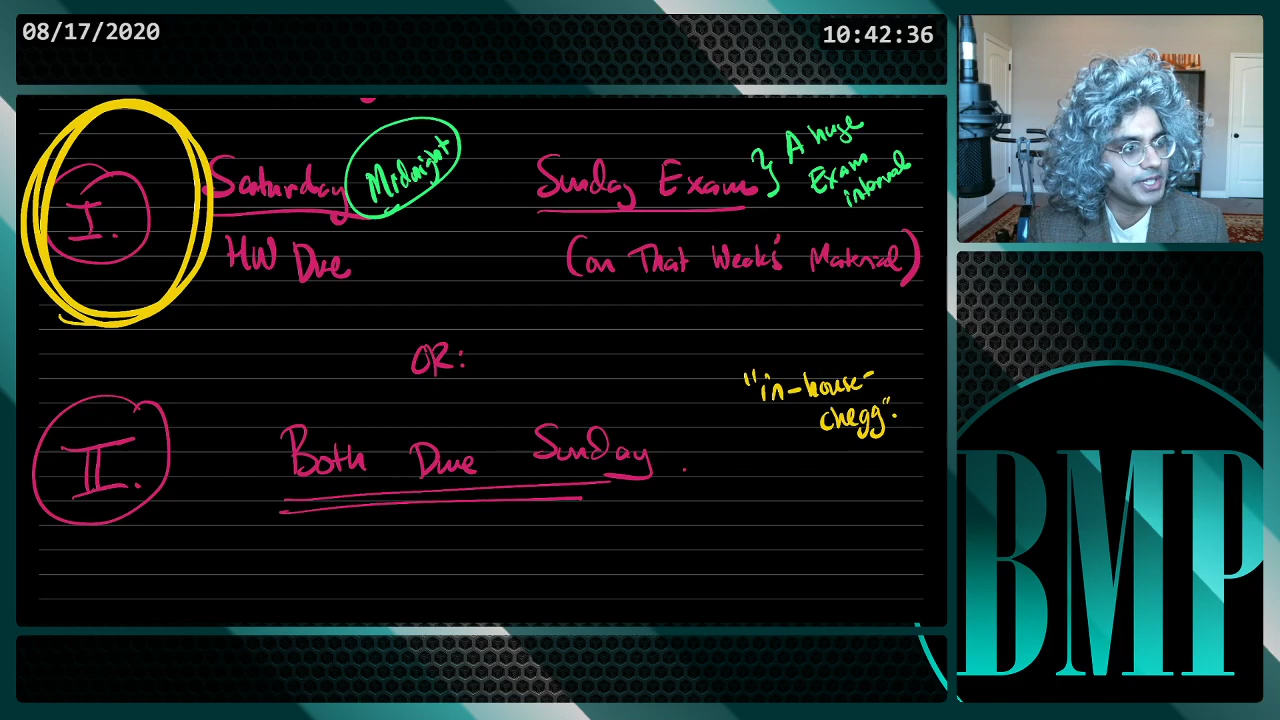 08/17/2020
10:42:36
I.
Saturday Midnight
HW Due
Sunday Exam } A huge
Exam
interval
(on That Week's Material)
OR:
"in-house-
chegg".
II.
Both Due Sunday.
BMP